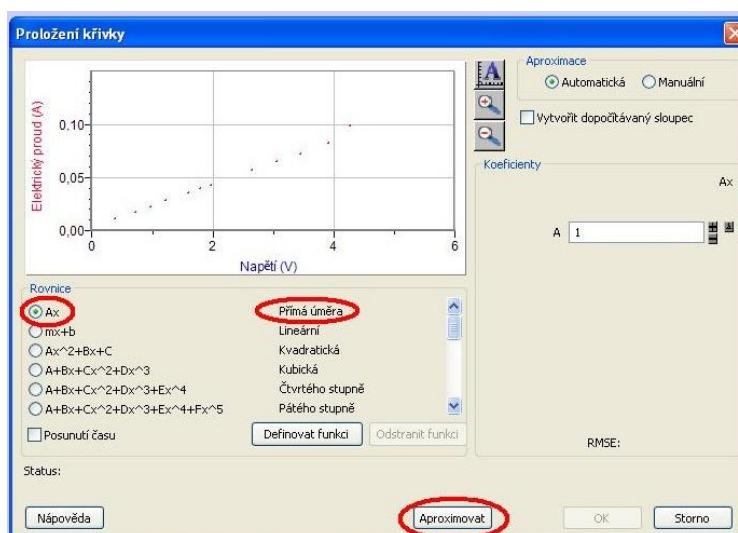 Proložení křivky
Elektrický proud (A)
0,10
0,05
0,00
0
2
4
6
Napětí (V)
A
Aproximace
Automatická
Manuální
Vytvořit dopočítávaný sloupec
Koeficienty
Ax
A
1
Rovnice
Ax
Přímá úměra
mx+b
Lineární
Ax^2+Bx+C
Kvadratická
A+Bx+Cx^2+Dx^3
Kubická
A+Bx+Cx^2+Dx^3+Ex^4
Čtvrtého stupně
A+Bx+Cx^2+Dx^3+Ex^4+Fx^5
Pátého stupně
Posunutí času
Definovat funkci
Odstranit funkci
RMSE:
Status:
Nápověda
Aproximovat
OK
Storno